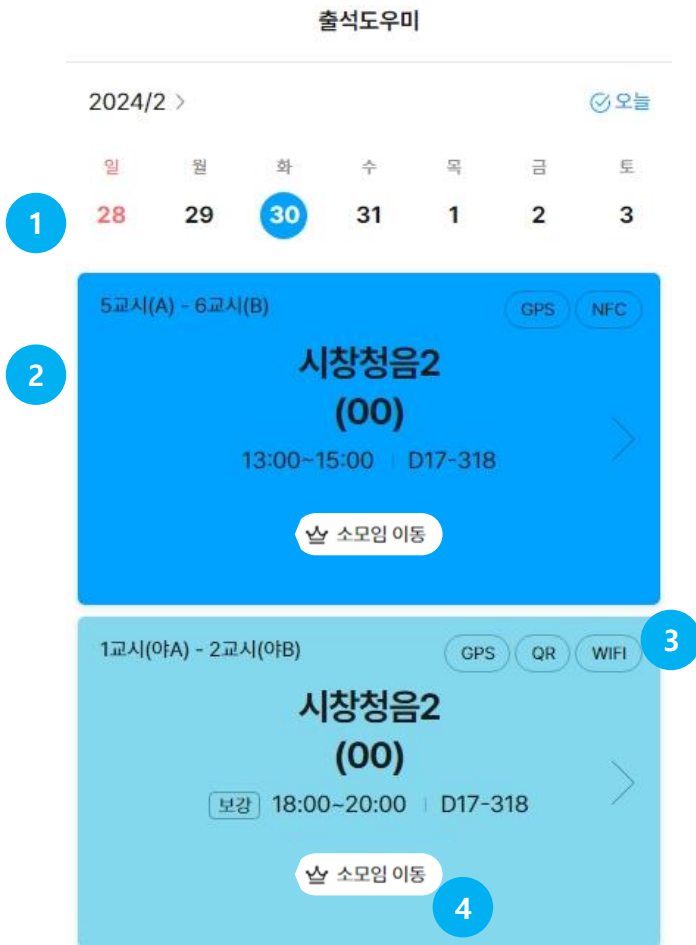 출석도우미
2024/2 > 오늘
일 월 화 수 목 금 토
1 28 29 30 31 1 2 3
5교시(A) - 6교시(B) GPS NFC
2 시창청음2
(00)
13:00~15:00 | D17-318
소모임 이동
1교시(야A) - 2교시(야B) GPS QR WIFI 3
시창청음2
(00)
보강 18:00~20:00 | D17-318
소모임 이동
4